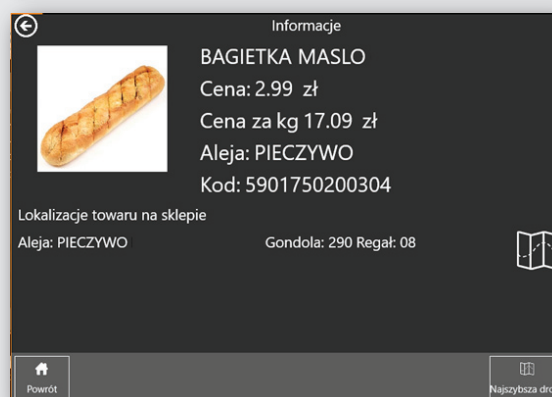 Informacje
BAGIETKA MASLO
Cena: 2.99 zł
Cena za kg 17.09 zł
Aleja: PIECZYWO
Kod: 5901750200304
Lokalizacje towaru na sklepie
Aleja: PIECZYWO Gondola: 290 Regał: 08
Powrót Najszybsza dro